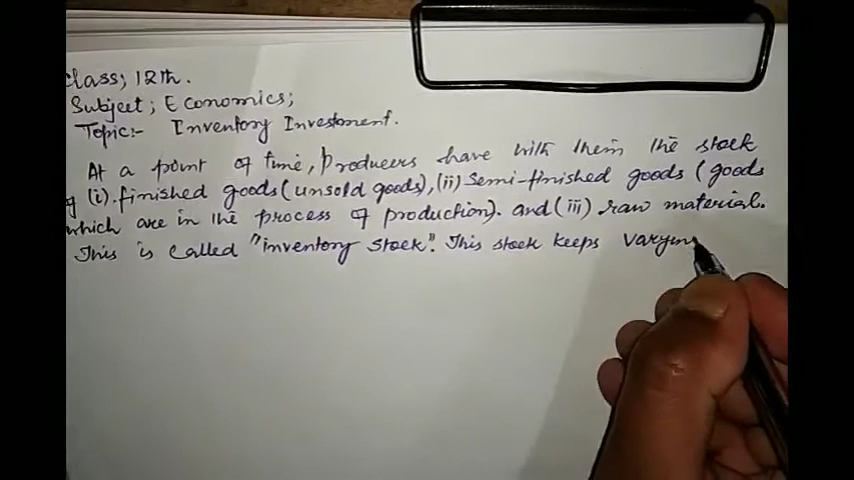 Class; 12th.
Subject; Economics;
Topic:- Inventory Investment.
At a point of time, Producers have with them the stock
of (i). finished goods (unsold goods), (ii) Semi-finished goods (goods
which are in the process of production). and (iii) raw material.
This is called "inventory stock". This stock keeps varying